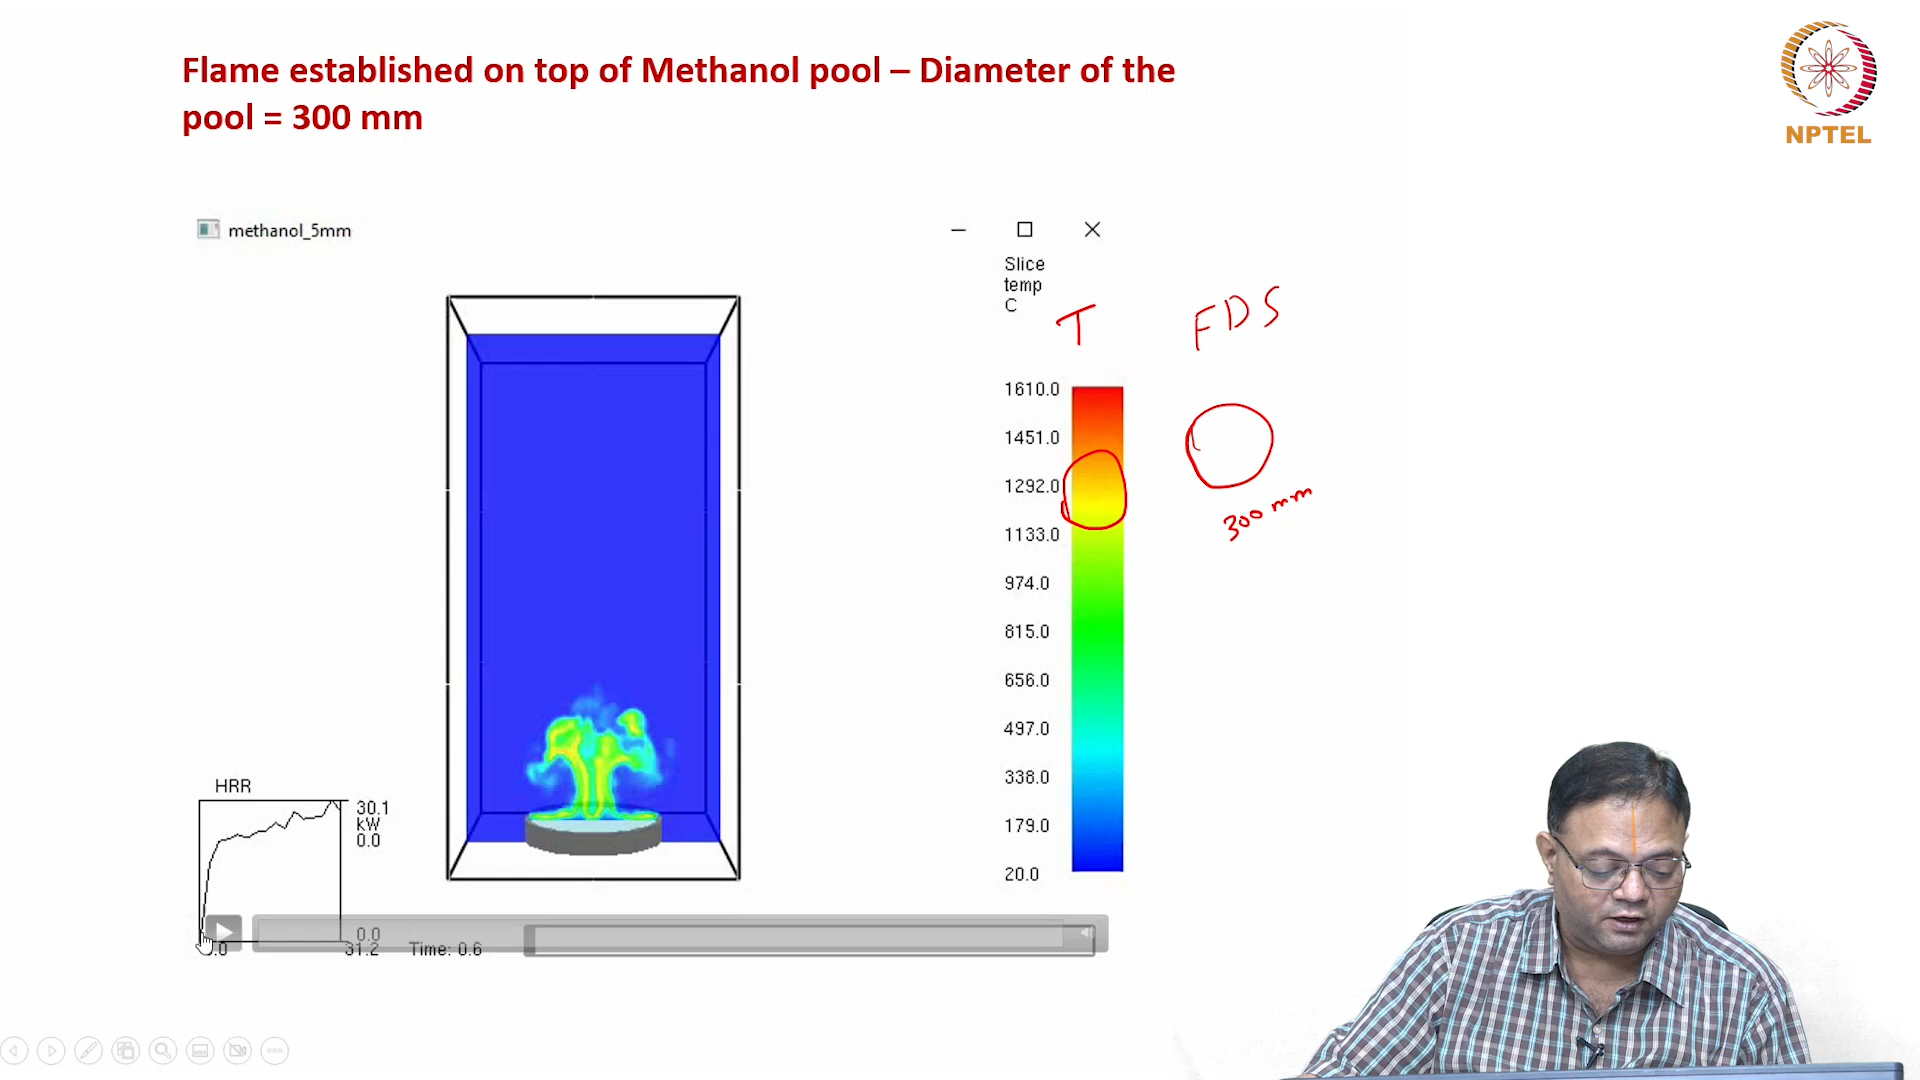 Flame established on top of Methanol pool – Diameter of the
pool = 300 mm
NPTEL
methanol_5mm
Slice
temp
C
T
FDS
1610.0
1451.0
1292.0
1133.0
974.0
815.0
656.0
497.0
338.0
179.0
20.0
300 mm
HRR
30.1
kW
0.0
0.0
31.2
Time: 0.6